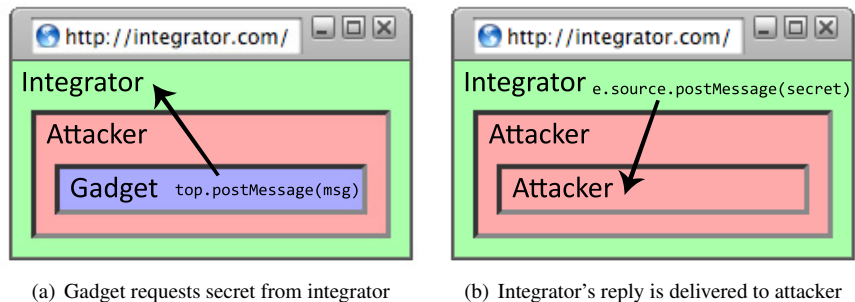 http://integrator.com/
Integrator
Attacker
Gadget top.postMessage(msg)
(a) Gadget requests secret from integrator
http://integrator.com/
Integrator e.source.postMessage(secret)
Attacker
Attacker
(b) Integrator's reply is delivered to attacker